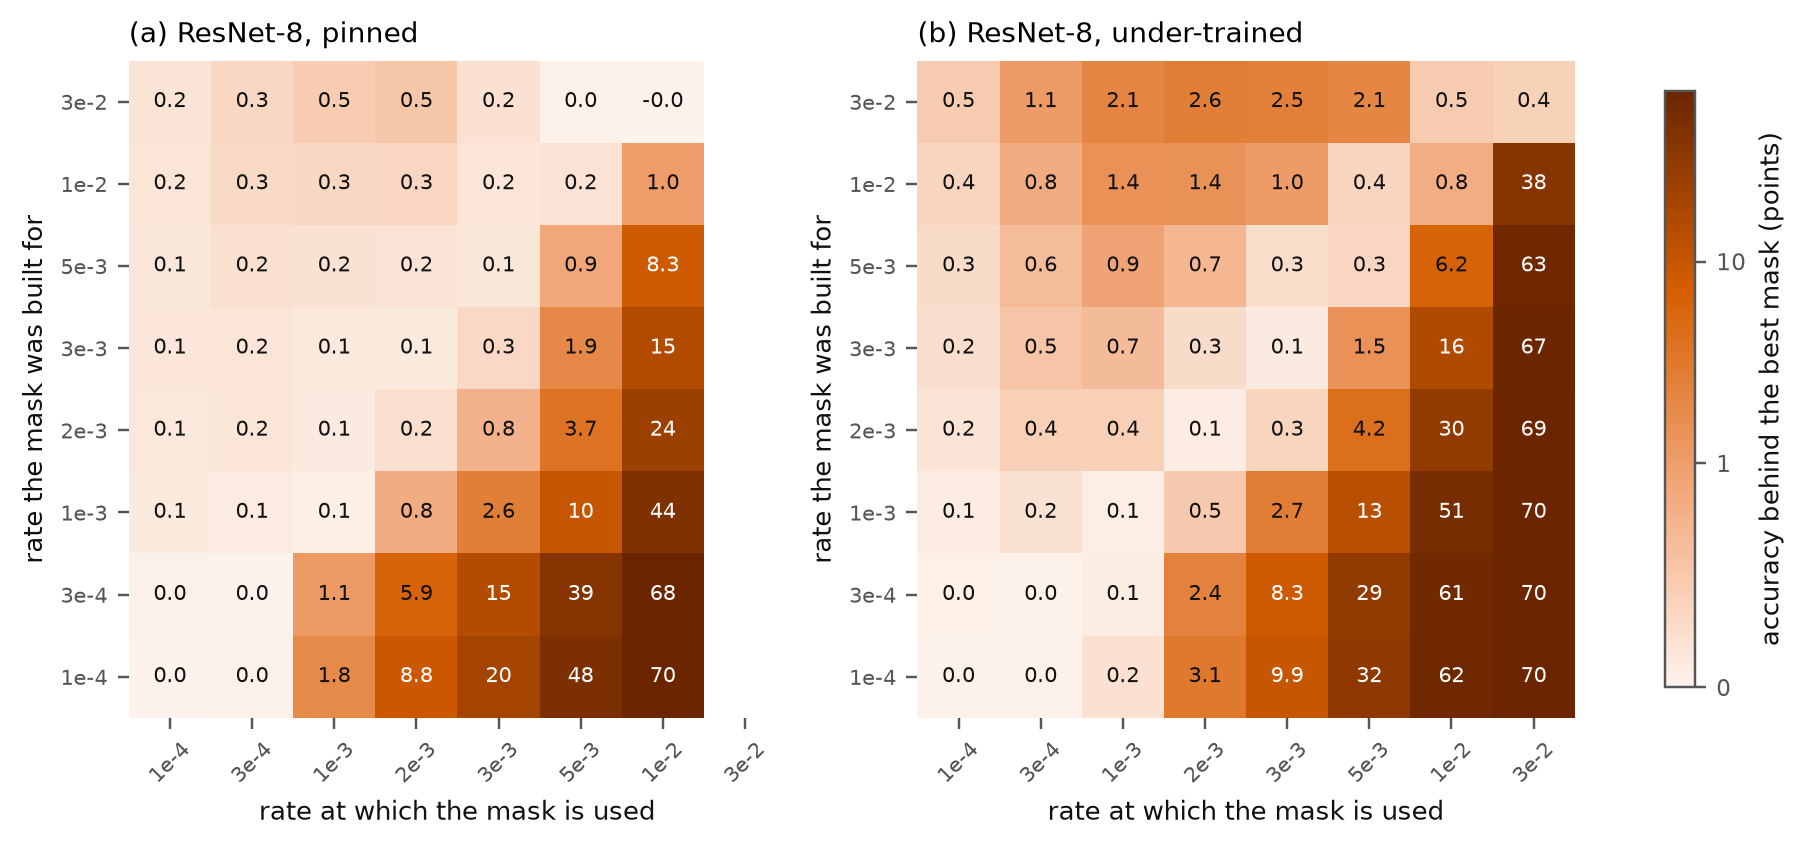 (a) ResNet-8, pinned
(b) ResNet-8, under-trained
rate the mask was built for
3e-2 0.2 0.3 0.5 0.5 0.2 0.0 -0.0
1e-2 0.2 0.3 0.3 0.3 0.2 0.2 1.0
5e-3 0.1 0.2 0.2 0.2 0.1 0.9 8.3
3e-3 0.1 0.2 0.1 0.1 0.3 1.9 15
2e-3 0.1 0.2 0.1 0.2 0.8 3.7 24
1e-3 0.1 0.1 0.1 0.8 2.6 10 44
3e-4 0.0 0.0 1.1 5.9 15 39 68
1e-4 0.0 0.0 1.8 8.8 20 48 70
1e-4 3e-4 1e-3 2e-3 3e-3 5e-3 1e-2 3e-2
rate at which the mask is used
rate the mask was built for
3e-2 0.5 1.1 2.1 2.6 2.5 2.1 0.5 0.4
1e-2 0.4 0.8 1.4 1.4 1.0 0.4 0.8 38
5e-3 0.3 0.6 0.9 0.7 0.3 0.3 6.2 63
3e-3 0.2 0.5 0.7 0.3 0.1 1.5 16 67
2e-3 0.2 0.4 0.4 0.1 0.3 4.2 30 69
1e-3 0.1 0.2 0.1 0.5 2.7 13 51 70
3e-4 0.0 0.0 0.1 2.4 8.3 29 61 70
1e-4 0.0 0.0 0.2 3.1 9.9 32 62 70
1e-4 3e-4 1e-3 2e-3 3e-3 5e-3 1e-2 3e-2
rate at which the mask is used
10
1
0
accuracy behind the best mask (points)